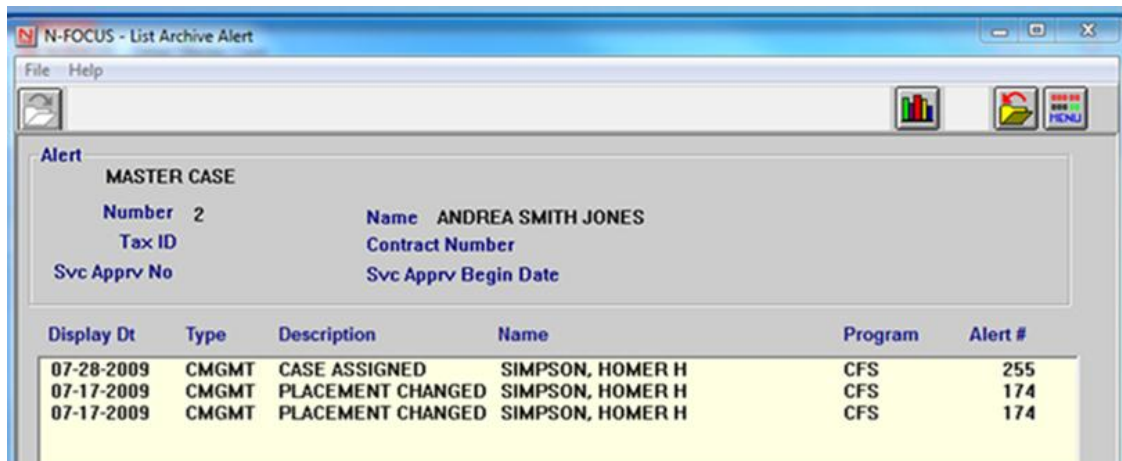 N-FOCUS - List Archive Alert
File Help
MENU
Alert
MASTER CASE
Number 2 Name ANDREA SMITH JONES
Tax ID Contract Number
Svc Apprv No Svc Apprv Begin Date
Display Dt Type Description Name Program Alert #
07-28-2009 CMGMT CASE ASSIGNED SIMPSON, HOMER H CFS 255
07-17-2009 CMGMT PLACEMENT CHANGED SIMPSON, HOMER H CFS 174
07-17-2009 CMGMT PLACEMENT CHANGED SIMPSON, HOMER H CFS 174